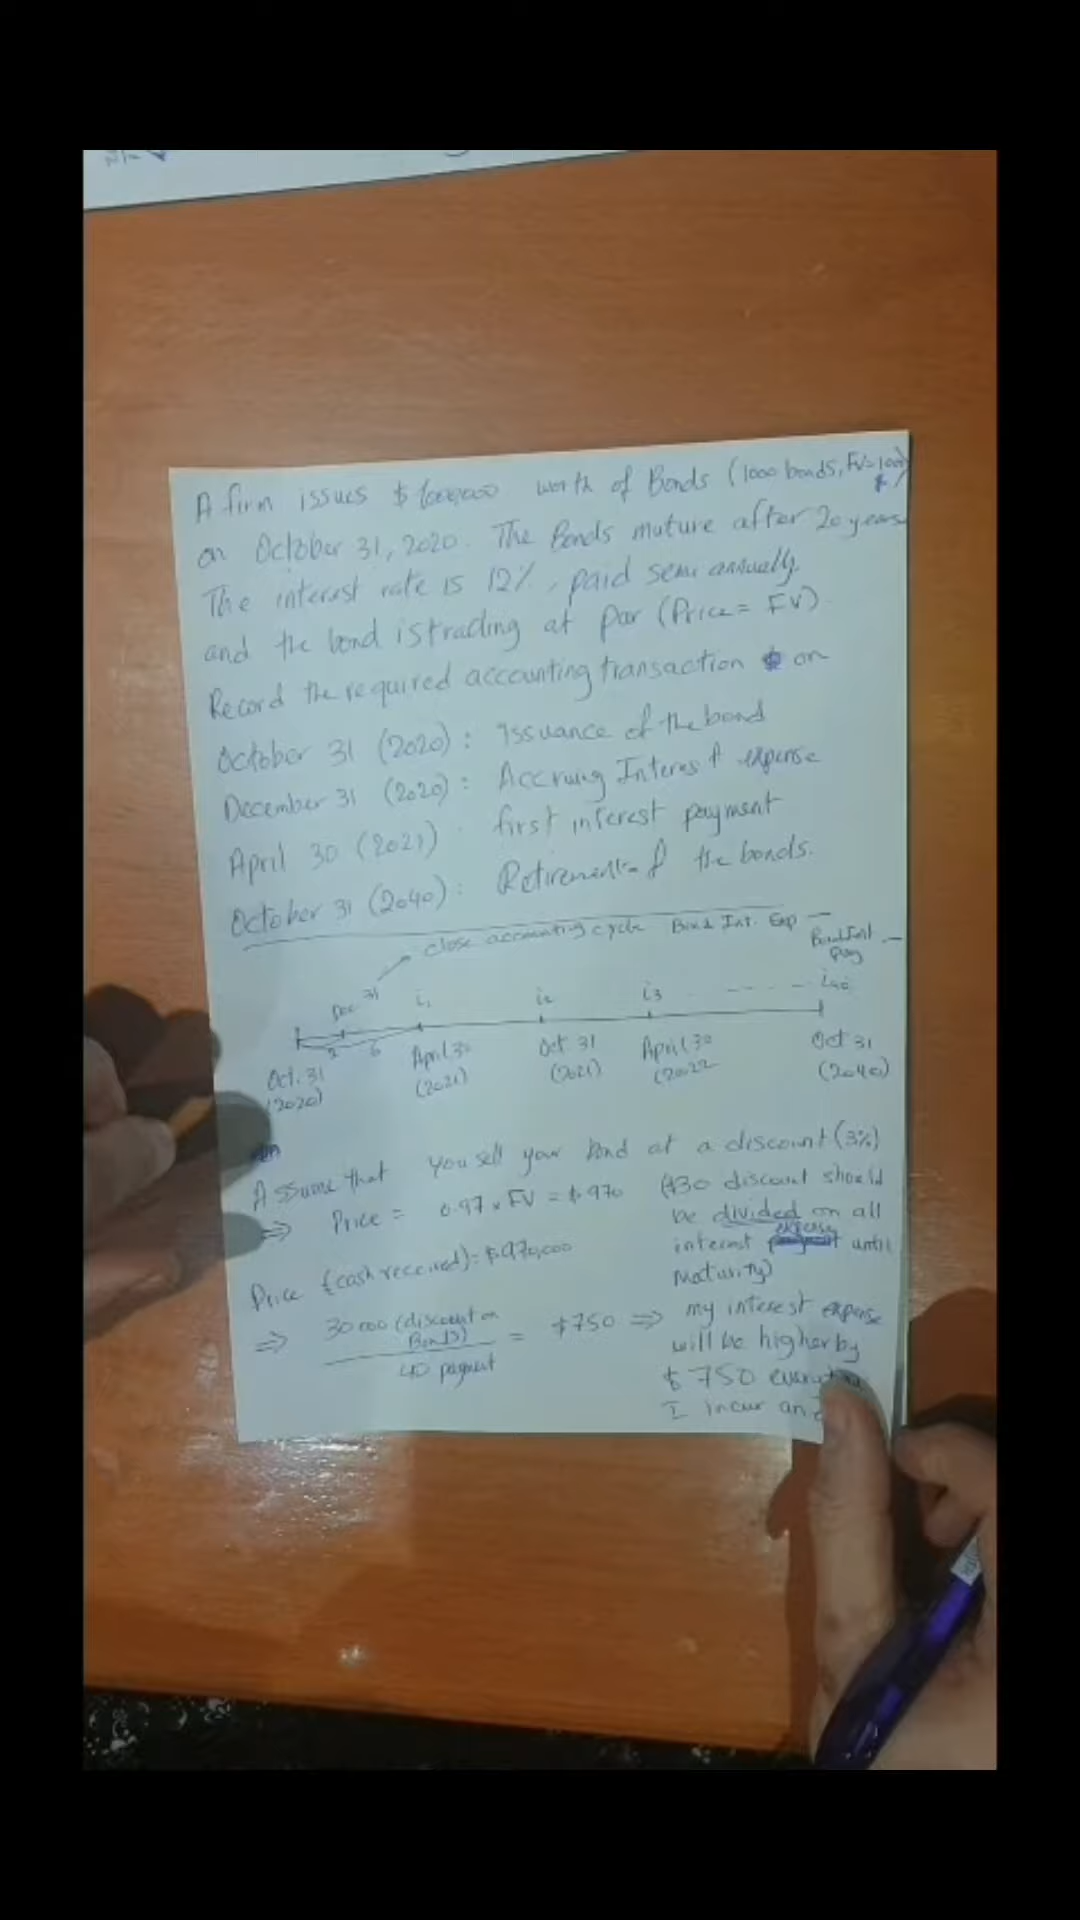 A firm issues $1,000,000 worth of Bonds (1000 bonds, FV=1000$)
on October 31, 2020. The Bonds muture after 20 years
The interest rate is 12%, paid semi annually
and the bond is trading at par (Price = FV).
Record the required accounting transaction on
October 31 (2020): Issuance of the bond
December 31 (2020): Accruing Interest expense
April 30 (2021): first interest payment
October 31 (2040): Retirement of the bonds.
close accounting cycle Bond Int. Exp —
Bond Int. —
Pay
Dec 31 i1 i2 i3 - - - - - i40
2 6
Oct. 31 April 30 Oct 31 April 30 Oct 31
(2020) (2021) (2021) (2022 (2040)
Assume that you sell your bond at a discount (3%)
⇒ Price = 0.97 x FV = $970 ($30 discount should
be divided on all
expense
interest until
maturity)
Price (cash received): $970,000
⇒ 30000 (discount on Bonds) / 40 payment = $750 ⇒ my interest expense
will be higher by
$750
I incur an